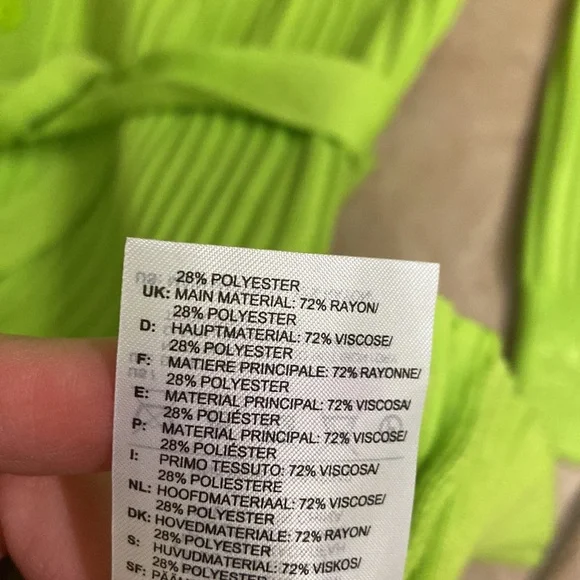 28% POLYESTER
UK: MAIN MATERIAL: 72% RAYON/
28% POLYESTER
D: HAUPTMATERIAL: 72% VISCOSE/
28% POLYESTER
F: MATIERE PRINCIPALE: 72% RAYONNE/
28% POLYESTER
E: MATERIAL PRINCIPAL: 72% VISCOSA/
28% POLIÉSTER
P: MATERIAL PRINCIPAL: 72% VISCOSE/
28% POLIÉSTER
I: PRIMO TESSUTO: 72% VISCOSA/
28% POLIESTERE
NL: HOOFDMATERIAAL: 72% VISCOSE/
28% POLYESTER
DK: HOVEDMATERIALE: 72% RAYON/
28% POLYESTER
S: HUVUDMATERIAL: 72% VISKOS/
28% POLYESTER
SF: